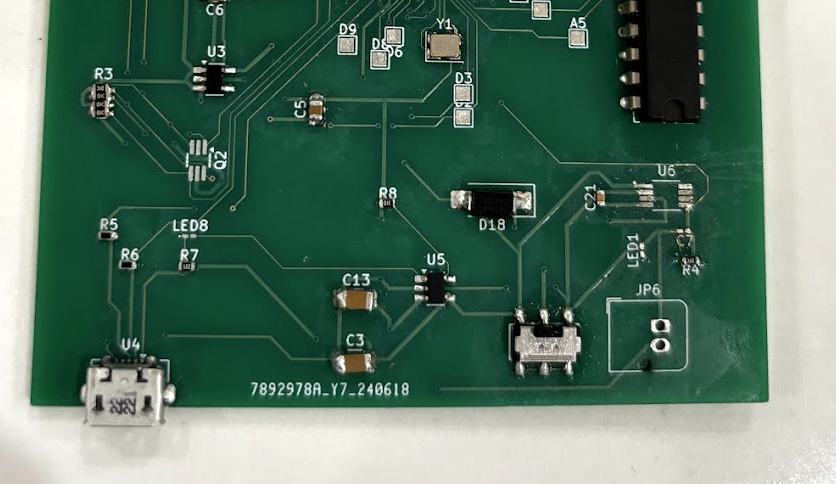 C6
Y1
A5
D9
D6
U3
R3
D3
C5
Q2
U6
R8
C21
D18
R5
LED8
R6
R7
U5
LED1
C7
R4
C13
JP6
U4
C3
7892978A_Y7_240618